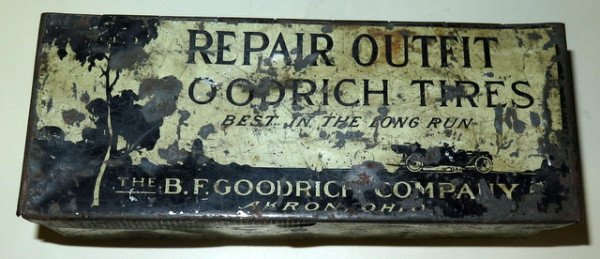 REPAIR OUTFIT
GOODRICH TIRES
BEST IN THE LONG RUN
THE B.F. GOODRICH COMPANY
AKRON, OHIO